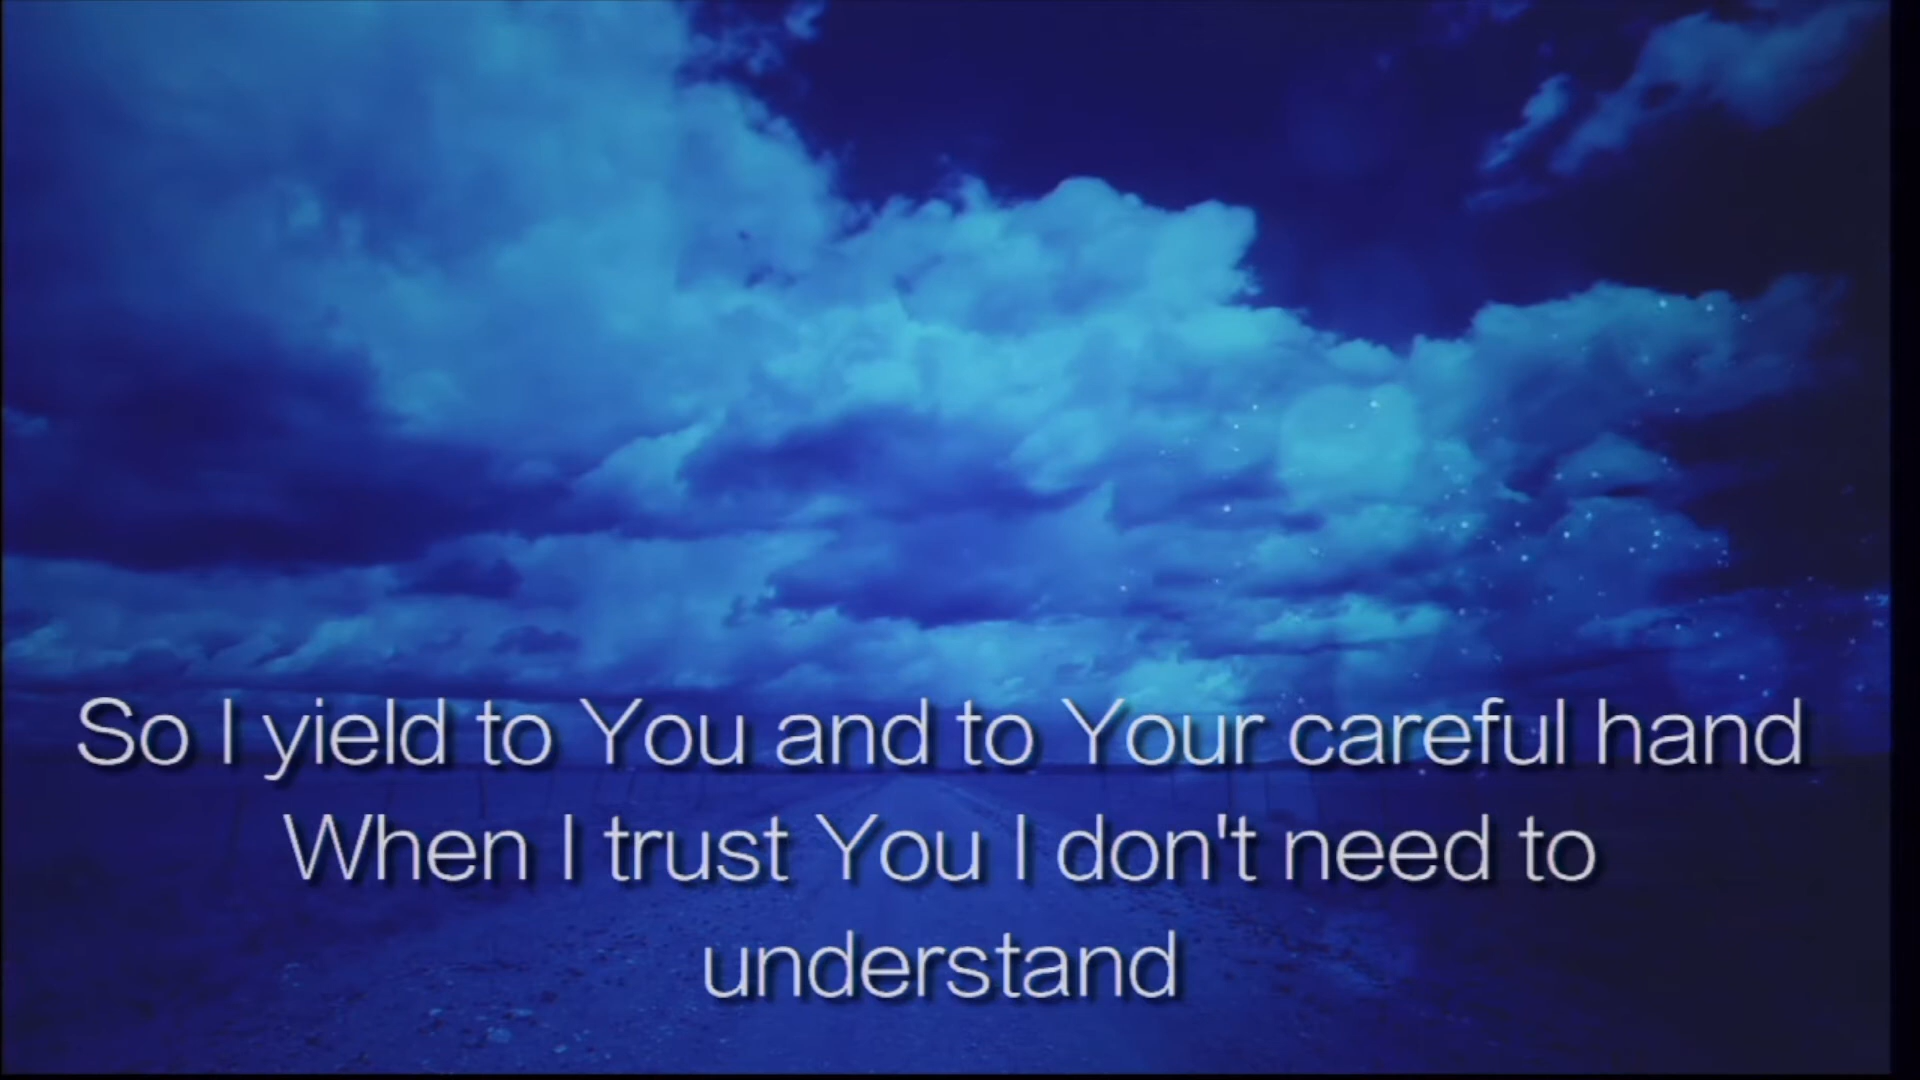 So I yield to You and to Your careful hand
When I trust You I don't need to
understand